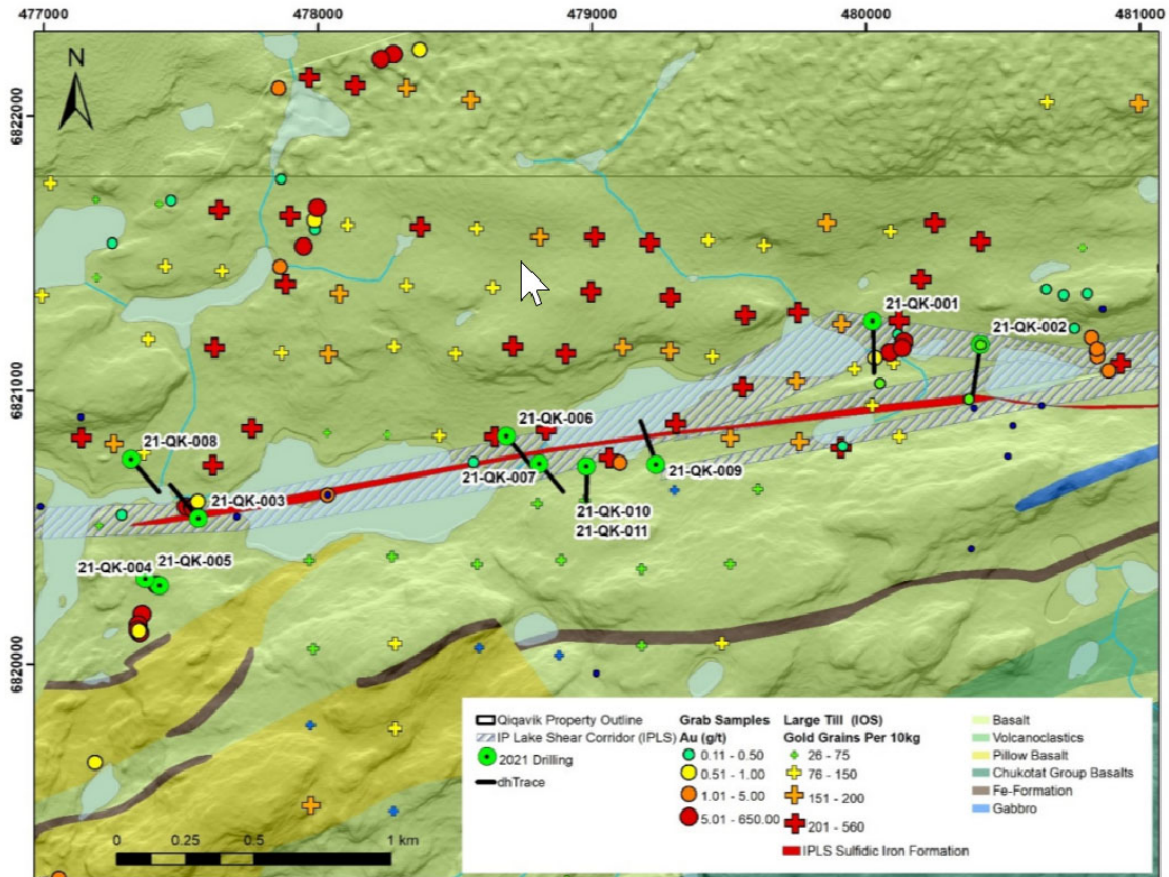 477000
478000
479000
480000
481000
N
6822000
6821000
6820000
21-QK-001
21-QK-002
21-QK-006
21-QK-008
21-QK-007
21-QK-009
21-QK-003
21-QK-010
21-QK-011
21-QK-004
21-QK-005
0
0.25
0.5
1 km
Qiqavik Property Outline
IP Lake Shear Corridor (IPLS)
2021 Drilling
dhTrace
Grab Samples
Au (g/t)
0.11 - 0.50
0.51 - 1.00
1.01 - 5.00
5.01 - 650.00
Large Till (IOS)
Gold Grains Per 10kg
26 - 75
76 - 150
151 - 200
201 - 560
IPLS Sulfidic Iron Formation
Basalt
Volcanoclastics
Pillow Basalt
Chukotat Group Basalts
Fe-Formation
Gabbro